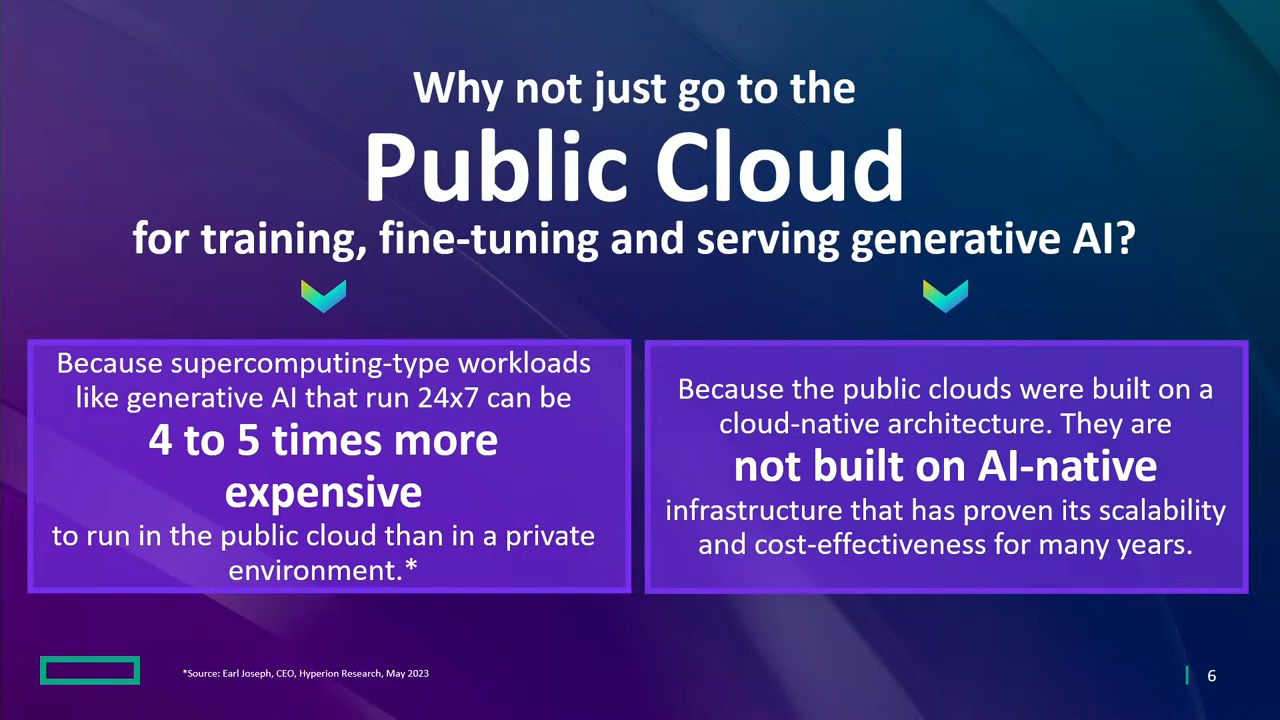 Why not just go to the
Public Cloud
for training, fine-tuning and serving generative AI?
Because supercomputing-type workloads
like generative AI that run 24x7 can be
4 to 5 times more
expensive
to run in the public cloud than in a private
environment.*
Because the public clouds were built on a
cloud-native architecture. They are
not built on AI-native
infrastructure that has proven its scalability
and cost-effectiveness for many years.
*Source: Earl Joseph, CEO, Hyperion Research, May 2023
6